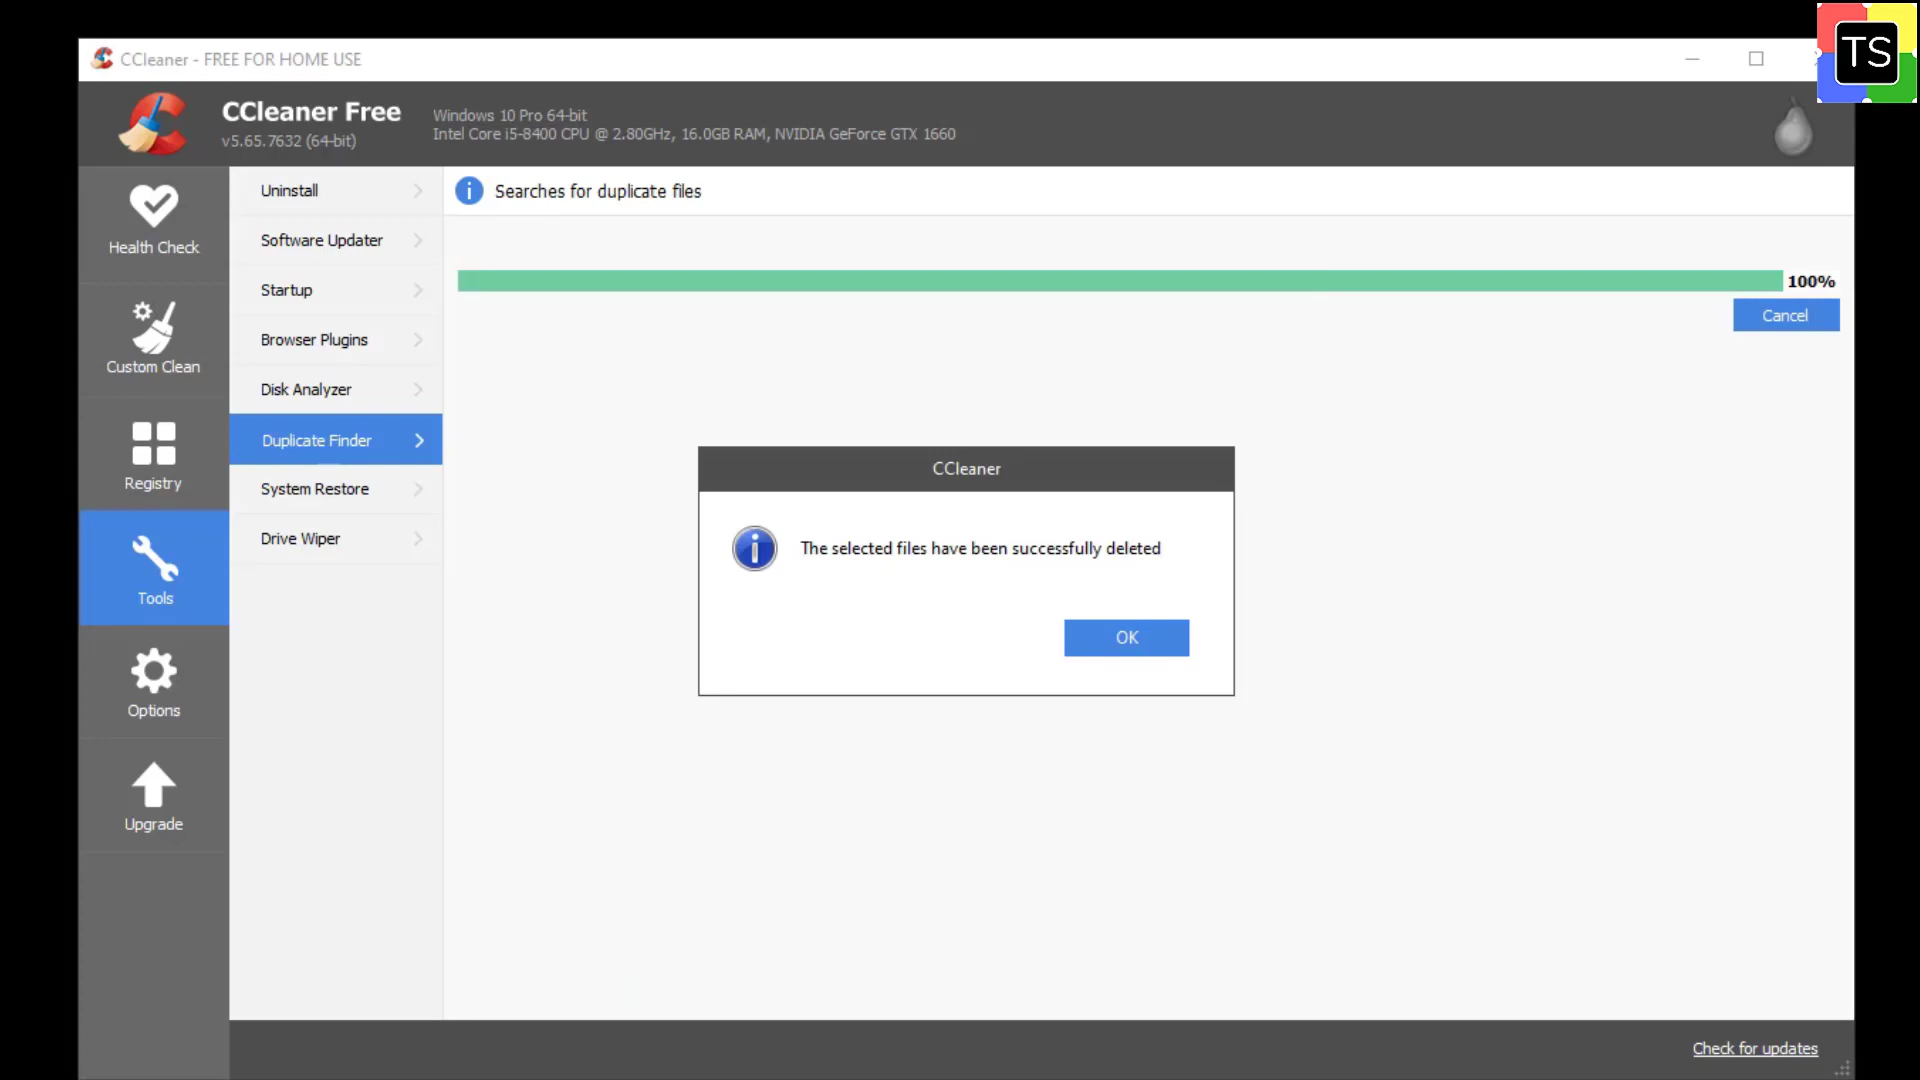 CCleaner - FREE FOR HOME USE
TS
CCleaner Free
v5.65.7632 (64-bit)
Windows 10 Pro 64-bit
Intel Core i5-8400 CPU @ 2.80GHz, 16.0GB RAM, NVIDIA GeForce GTX 1660
Health Check
Custom Clean
Registry
Tools
Options
Upgrade
Uninstall
Software Updater
Startup
Browser Plugins
Disk Analyzer
Duplicate Finder
System Restore
Drive Wiper
Searches for duplicate files
100%
Cancel
CCleaner
The selected files have been successfully deleted
OK
Check for updates